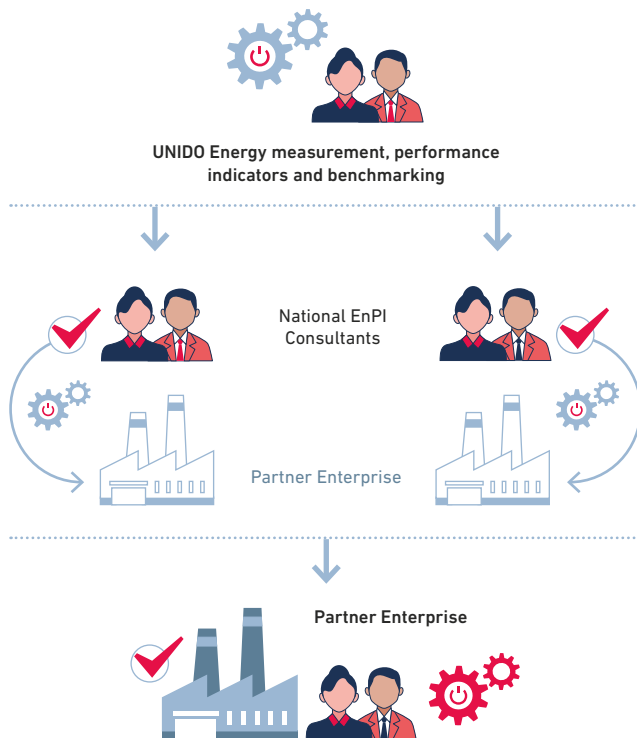 UNIDO Energy measurement, performance
indicators and benchmarking
National EnPI
Consultants
Partner Enterprise
Partner Enterprise